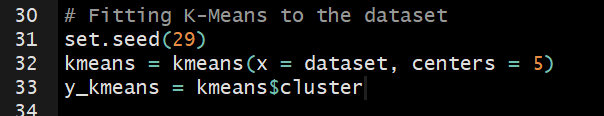 30 # Fitting K-Means to the dataset
31 set.seed(29)
32 kmeans = kmeans(x = dataset, centers = 5)
33 y_kmeans = kmeans$cluster
34